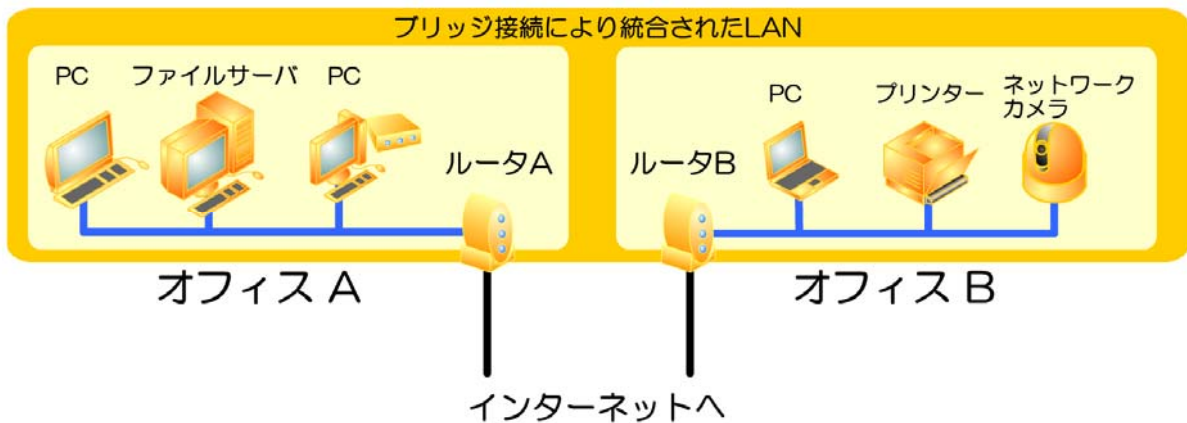 ブリッジ接続により統合されたLAN
PC
ファイルサーバ
PC
ルータA
ルータB
PC
プリンター
ネットワーク
カメラ
オフィス A
オフィス B
インターネットへ